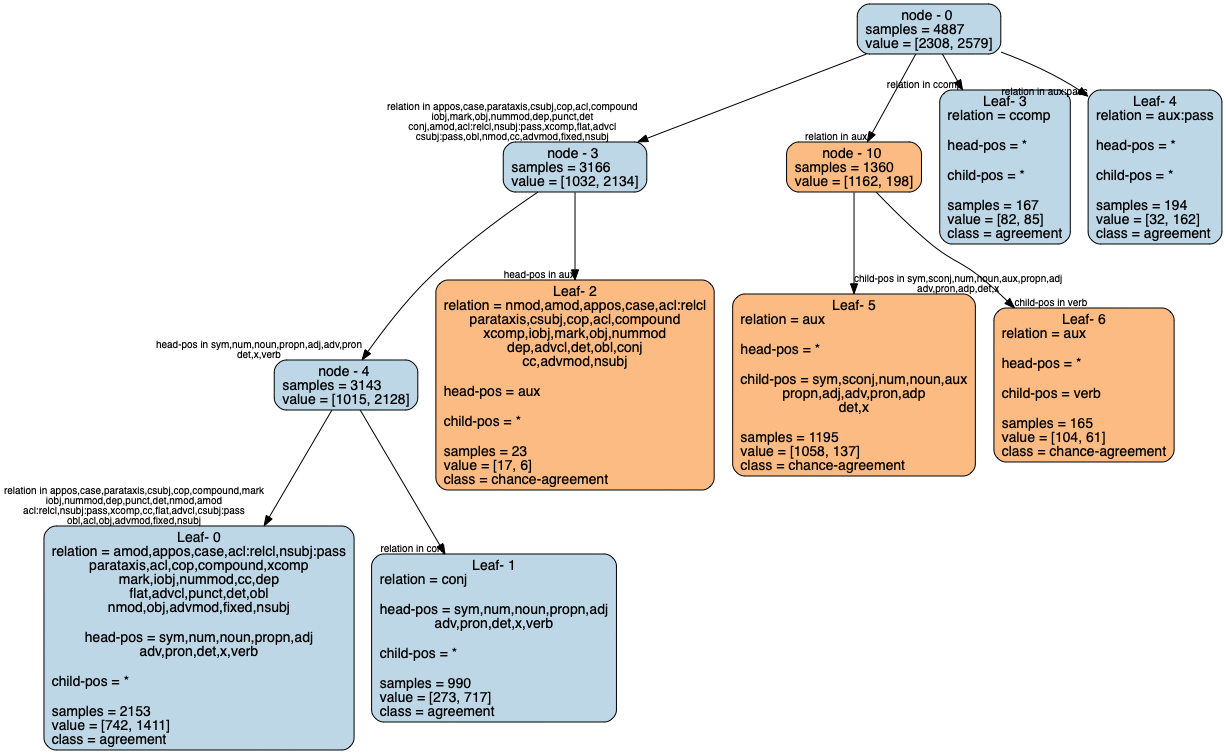 node - 0
samples = 4887
value = [2308, 2579]
relation in appos,case,parataxis,csubj,cop,acl,compound
iobj,mark,obj,nummod,dep,punct,det
conj,amod,acl:relcl,nsubj:pass,xcomp,flat,advcl
csubj:pass,obl,nmod,cc,advmod,fixed,nsubj
relation in aux
relation in ccomp
relation in aux:pass
node - 3
samples = 3166
value = [1032, 2134]
node - 10
samples = 1360
value = [1162, 198]
Leaf- 3
relation = ccomp
head-pos = *
child-pos = *
samples = 167
value = [82, 85]
class = agreement
Leaf- 4
relation = aux:pass
head-pos = *
child-pos = *
samples = 194
value = [32, 162]
class = agreement
head-pos in sym,num,noun,propn,adj,adv,pron
det,x,verb
head-pos in aux
child-pos in sym,sconj,num,noun,aux,propn,adj
adv,pron,adp,det,x
child-pos in verb
node - 4
samples = 3143
value = [1015, 2128]
Leaf- 2
relation = nmod,amod,appos,case,acl:relcl
parataxis,csubj,cop,acl,compound
xcomp,iobj,mark,obj,nummod
dep,advcl,det,obl,conj
cc,advmod,nsubj
head-pos = aux
child-pos = *
samples = 23
value = [17, 6]
class = chance-agreement
Leaf- 5
relation = aux
head-pos = *
child-pos = sym,sconj,num,noun,aux
propn,adj,adv,pron,adp
det,x
samples = 1195
value = [1058, 137]
class = chance-agreement
Leaf- 6
relation = aux
head-pos = *
child-pos = verb
samples = 165
value = [104, 61]
class = chance-agreement
relation in appos,case,parataxis,csubj,cop,compound,mark
iobj,nummod,dep,punct,det,nmod,amod
acl:relcl,nsubj:pass,xcomp,cc,flat,advcl,csubj:pass
obl,acl,obj,advmod,fixed,nsubj
relation in conj
Leaf- 0
relation = amod,appos,case,acl:relcl,nsubj:pass
parataxis,acl,cop,compound,xcomp
mark,iobj,nummod,cc,dep
flat,advcl,punct,det,obl
nmod,obj,advmod,fixed,nsubj
head-pos = sym,num,noun,propn,adj
adv,pron,det,x,verb
child-pos = *
samples = 2153
value = [742, 1411]
class = agreement
Leaf- 1
relation = conj
head-pos = sym,num,noun,propn,adj
adv,pron,det,x,verb
child-pos = *
samples = 990
value = [273, 717]
class = agreement